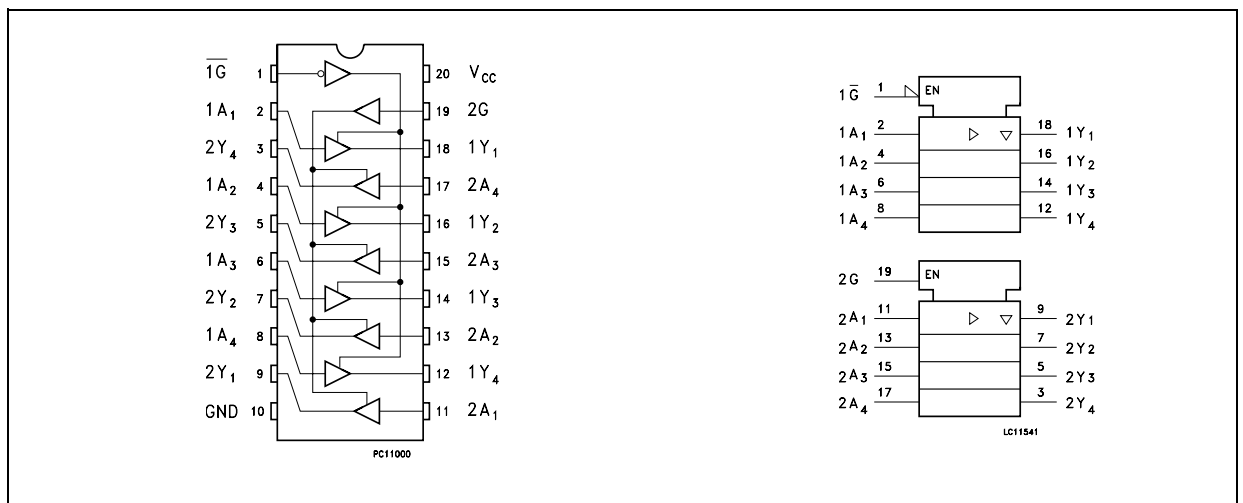 1G̅ 1 20 VCC
1A1 2 19 2G
2Y4 3 18 1Y1
1A2 4 17 2A4
2Y3 5 16 1Y2
1A3 6 15 2A3
2Y2 7 14 1Y3
1A4 8 13 2A2
2Y1 9 12 1Y4
GND 10 11 2A1
PC11000
1G̅ 1 EN
1A1 2 18 1Y1
1A2 4 16 1Y2
1A3 6 14 1Y3
1A4 8 12 1Y4
2G 19 EN
2A1 11 9 2Y1
2A2 13 7 2Y2
2A3 15 5 2Y3
2A4 17 3 2Y4
LC11541